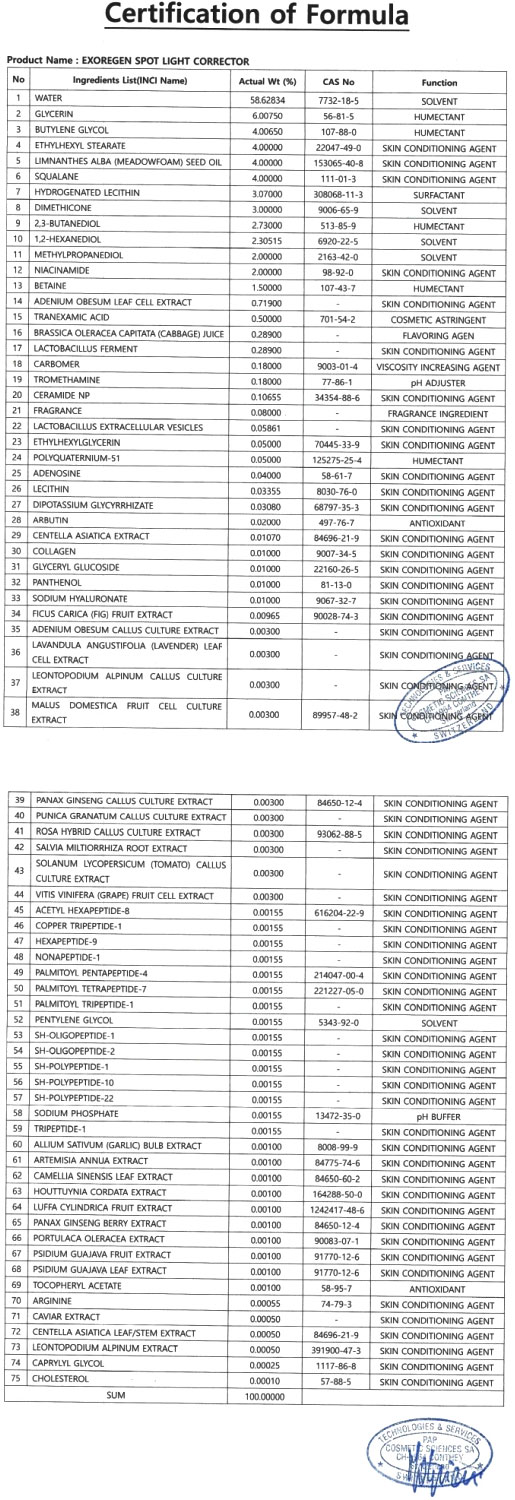 Certification of Formula
Product Name : EXOREGEN SPOT LIGHT CORRECTOR
No Ingredients List(INCI Name) Actual Wt (%) CAS No Function
1 WATER 58.62834 7732-18-5 SOLVENT
2 GLYCERIN 6.00750 56-81-5 HUMECTANT
3 BUTYLENE GLYCOL 4.00650 107-88-0 HUMECTANT
4 ETHYLHEXYL STEARATE 4.00000 22047-49-0 SKIN CONDITIONING AGENT
5 LIMNANTHES ALBA (MEADOWFOAM) SEED OIL 4.00000 153065-40-8 SKIN CONDITIONING AGENT
6 SQUALANE 4.00000 111-01-3 SKIN CONDITIONING AGENT
7 HYDROGENATED LECITHIN 3.07000 308068-11-3 SURFACTANT
8 DIMETHICONE 3.00000 9006-65-9 SOLVENT
9 2,3-BUTANEDIOL 2.73000 513-85-9 HUMECTANT
10 1,2-HEXANEDIOL 2.30515 6920-22-5 SOLVENT
11 METHYLPROPANEDIOL 2.00000 2163-42-0 SOLVENT
12 NIACINAMIDE 2.00000 98-92-0 SKIN CONDITIONING AGENT
13 BETAINE 1.50000 107-43-7 HUMECTANT
14 ADENIUM OBESUM LEAF CELL EXTRACT 0.71900 - SKIN CONDITIONING AGENT
15 TRANEXAMIC ACID 0.50000 701-54-2 COSMETIC ASTRINGENT
16 BRASSICA OLERACEA CAPITATA (CABBAGE) JUICE 0.28900 - FLAVORING AGEN
17 LACTOBACILLUS FERMENT 0.28900 - SKIN CONDITIONING AGENT
18 CARBOMER 0.18000 9003-01-4 VISCOSITY INCREASING AGENT
19 TROMETHAMINE 0.18000 77-86-1 pH ADJUSTER
20 CERAMIDE NP 0.10655 34354-88-6 SKIN CONDITIONING AGENT
21 FRAGRANCE 0.08000 - FRAGRANCE INGREDIENT
22 LACTOBACILLUS EXTRACELLULAR VESICLES 0.05861 - SKIN CONDITIONING AGENT
23 ETHYLHEXYLGLYCERIN 0.05000 70445-33-9 SKIN CONDITIONING AGENT
24 POLYQUATERNIUM-51 0.05000 125275-25-4 HUMECTANT
25 ADENOSINE 0.04000 58-61-7 SKIN CONDITIONING AGENT
26 LECITHIN 0.03355 8030-76-0 SKIN CONDITIONING AGENT
27 DIPOTASSIUM GLYCYRRHIZATE 0.03080 68797-35-3 SKIN CONDITIONING AGENT
28 ARBUTIN 0.02000 497-76-7 ANTIOXIDANT
29 CENTELLA ASIATICA EXTRACT 0.01070 84696-21-9 SKIN CONDITIONING AGENT
30 COLLAGEN 0.01000 9007-34-5 SKIN CONDITIONING AGENT
31 GLYCERYL GLUCOSIDE 0.01000 22160-26-5 SKIN CONDITIONING AGENT
32 PANTHENOL 0.01000 81-13-0 SKIN CONDITIONING AGENT
33 SODIUM HYALURONATE 0.01000 9067-32-7 SKIN CONDITIONING AGENT
34 FICUS CARICA (FIG) FRUIT EXTRACT 0.00965 90028-74-3 SKIN CONDITIONING AGENT
35 ADENIUM OBESUM CALLUS CULTURE EXTRACT 0.00300 - SKIN CONDITIONING AGENT
36 LAVANDULA ANGUSTIFOLIA (LAVENDER) LEAF
CELL EXTRACT 0.00300 - SKIN CONDITIONING AGENT
37 LEONTOPODIUM ALPINUM CALLUS CULTURE
EXTRACT 0.00300 - SKIN CONDITIONING AGENT
38 MALUS DOMESTICA FRUIT CELL CULTURE
EXTRACT 0.00300 89957-48-2 SKIN CONDITIONING AGENT
TECHNOLOGIES & SERVICES
COSMETIC SCIENCES SA
SWITZERLAND
39 PANAX GINSENG CALLUS CULTURE EXTRACT 0.00300 84650-12-4 SKIN CONDITIONING AGENT
40 PUNICA GRANATUM CALLUS CULTURE EXTRACT 0.00300 - SKIN CONDITIONING AGENT
41 ROSA HYBRID CALLUS CULTURE EXTRACT 0.00300 93062-88-5 SKIN CONDITIONING AGENT
42 SALVIA MILTIORRHIZA ROOT EXTRACT 0.00300 - SKIN CONDITIONING AGENT
43 SOLANUM LYCOPERSICUM (TOMATO) CALLUS
CULTURE EXTRACT 0.00300 - SKIN CONDITIONING AGENT
44 VITIS VINIFERA (GRAPE) FRUIT CELL EXTRACT 0.00300 - SKIN CONDITIONING AGENT
45 ACETYL HEXAPEPTIDE-8 0.00155 616204-22-9 SKIN CONDITIONING AGENT
46 COPPER TRIPEPTIDE-1 0.00155 - SKIN CONDITIONING AGENT
47 HEXAPEPTIDE-9 0.00155 - SKIN CONDITIONING AGENT
48 NONAPEPTIDE-1 0.00155 - SKIN CONDITIONING AGENT
49 PALMITOYL PENTAPEPTIDE-4 0.00155 214047-00-4 SKIN CONDITIONING AGENT
50 PALMITOYL TETRAPEPTIDE-7 0.00155 221227-05-0 SKIN CONDITIONING AGENT
51 PALMITOYL TRIPEPTIDE-1 0.00155 - SKIN CONDITIONING AGENT
52 PENTYLENE GLYCOL 0.00155 5343-92-0 SOLVENT
53 SH-OLIGOPEPTIDE-1 0.00155 - SKIN CONDITIONING AGENT
54 SH-OLIGOPEPTIDE-2 0.00155 - SKIN CONDITIONING AGENT
55 SH-POLYPEPTIDE-1 0.00155 - SKIN CONDITIONING AGENT
56 SH-POLYPEPTIDE-10 0.00155 - SKIN CONDITIONING AGENT
57 SH-POLYPEPTIDE-22 0.00155 - SKIN CONDITIONING AGENT
58 SODIUM PHOSPHATE 0.00155 13472-35-0 pH BUFFER
59 TRIPEPTIDE-1 0.00155 - SKIN CONDITIONING AGENT
60 ALLIUM SATIVUM (GARLIC) BULB EXTRACT 0.00100 8008-99-9 SKIN CONDITIONING AGENT
61 ARTEMISIA ANNUA EXTRACT 0.00100 84775-74-6 SKIN CONDITIONING AGENT
62 CAMELLIA SINENSIS LEAF EXTRACT 0.00100 84650-60-2 SKIN CONDITIONING AGENT
63 HOUTTUYNIA CORDATA EXTRACT 0.00100 164288-50-0 SKIN CONDITIONING AGENT
64 LUFFA CYLINDRICA FRUIT EXTRACT 0.00100 1242417-48-6 SKIN CONDITIONING AGENT
65 PANAX GINSENG BERRY EXTRACT 0.00100 84650-12-4 SKIN CONDITIONING AGENT
66 PORTULACA OLERACEA EXTRACT 0.00100 90083-07-1 SKIN CONDITIONING AGENT
67 PSIDIUM GUAJAVA FRUIT EXTRACT 0.00100 91770-12-6 SKIN CONDITIONING AGENT
68 PSIDIUM GUAJAVA LEAF EXTRACT 0.00100 91770-12-6 SKIN CONDITIONING AGENT
69 TOCOPHERYL ACETATE 0.00100 58-95-7 ANTIOXIDANT
70 ARGININE 0.00055 74-79-3 SKIN CONDITIONING AGENT
71 CAVIAR EXTRACT 0.00050 - SKIN CONDITIONING AGENT
72 CENTELLA ASIATICA LEAF/STEM EXTRACT 0.00050 84696-21-9 SKIN CONDITIONING AGENT
73 LEONTOPODIUM ALPINUM EXTRACT 0.00050 391900-47-3 SKIN CONDITIONING AGENT
74 CAPRYLYL GLYCOL 0.00025 1117-86-8 SKIN CONDITIONING AGENT
75 CHOLESTEROL 0.00010 57-88-5 SKIN CONDITIONING AGENT
SUM 100.00000
TECHNOLOGIES & SERVICES
PAP
COSMETIC SCIENCES SA